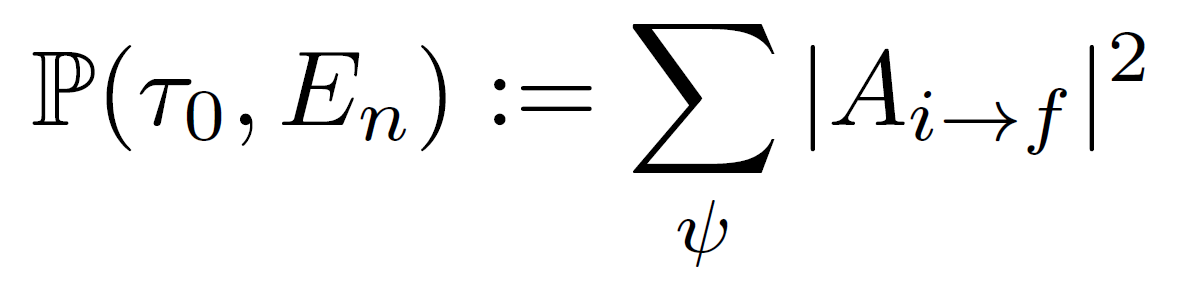 ℙ(τ₀, Eₙ) := ∑_ψ |A_{i→f}|²